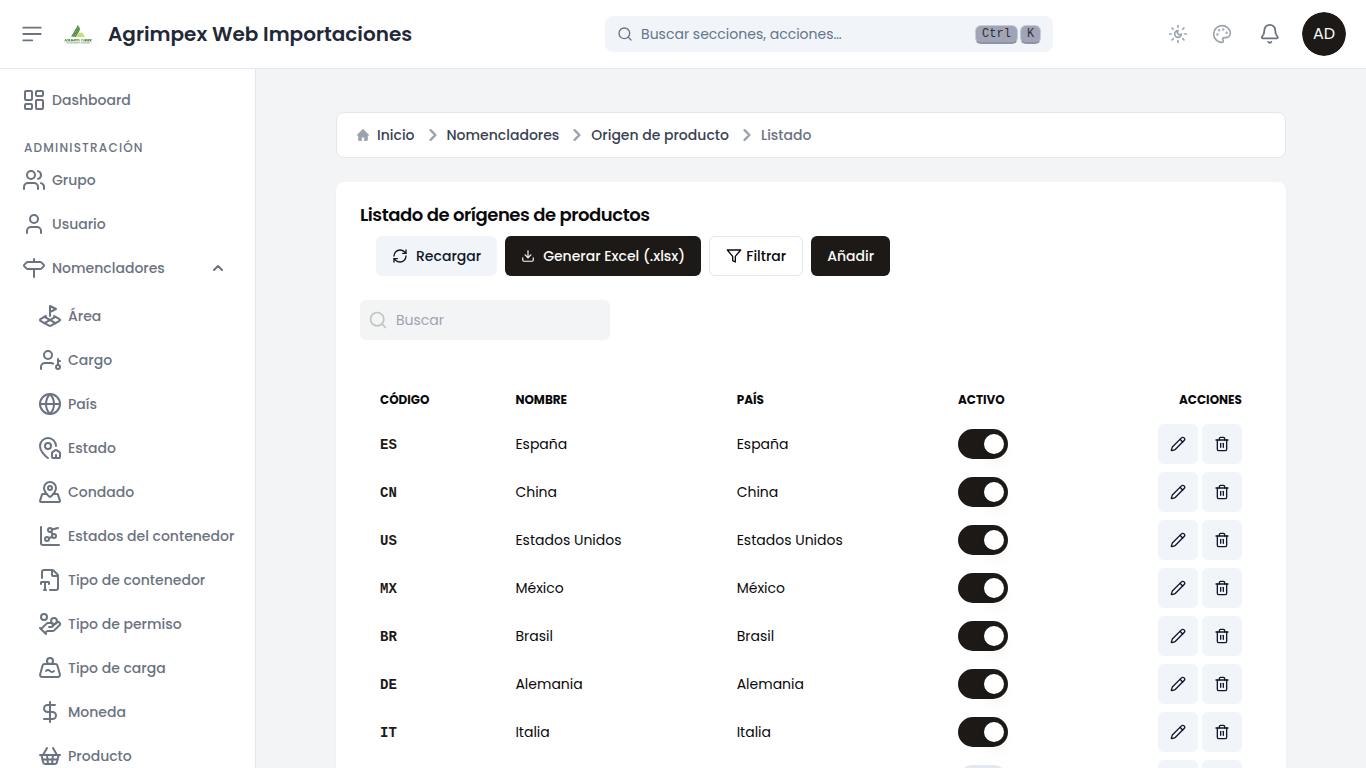 Agrimpex Web Importaciones
Buscar secciones, acciones...
Ctrl K
AD
Dashboard
ADMINISTRACIÓN
Grupo
Usuario
Nomencladores
Área
Cargo
País
Estado
Condado
Estados del contenedor
Tipo de contenedor
Tipo de permiso
Tipo de carga
Moneda
Producto
Inicio > Nomencladores > Origen de producto > Listado
Listado de orígenes de productos
Recargar Generar Excel (.xlsx) Filtrar Añadir
Buscar
CÓDIGO NOMBRE PAÍS ACTIVO ACCIONES
ES España España
CN China China
US Estados Unidos Estados Unidos
MX México México
BR Brasil Brasil
DE Alemania Alemania
IT Italia Italia